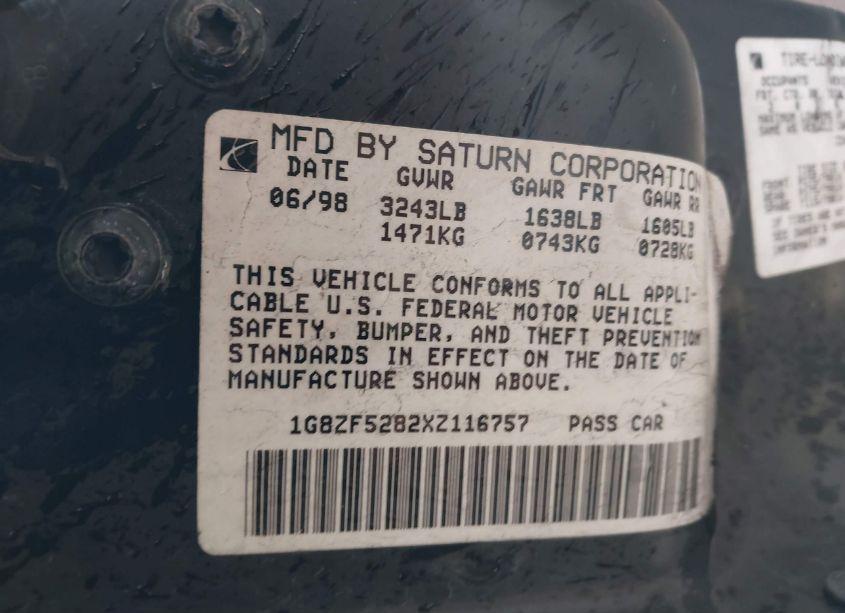 MFD BY SATURN CORPORATION
DATE GVWR GAWR FRT GAWR RR
06/98 3243LB 1638LB 1605LB
1471KG 0743KG 0728KG
THIS VEHICLE CONFORMS TO ALL APPLI-
CABLE U.S. FEDERAL MOTOR VEHICLE
SAFETY, BUMPER, AND THEFT PREVENTION
STANDARDS IN EFFECT ON THE DATE OF
MANUFACTURE SHOWN ABOVE.
1G8ZF5282XZ116757 PASS CAR
OCCUPANTS